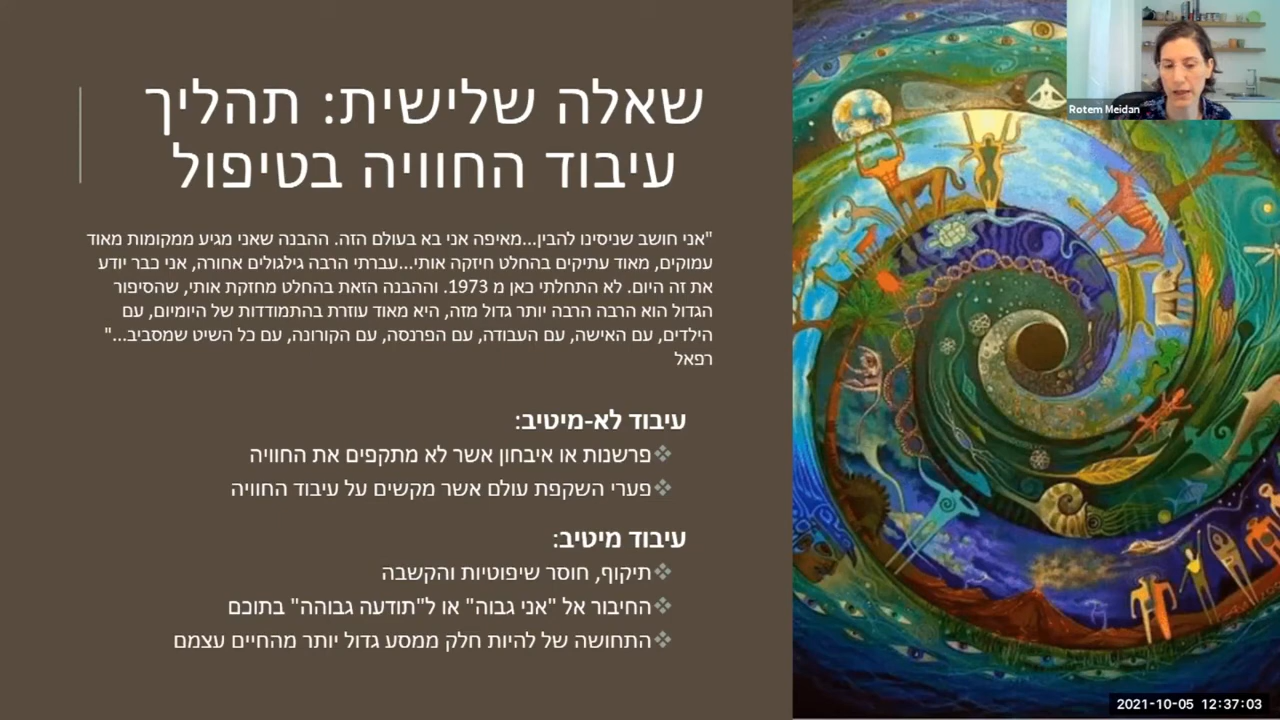 שאלה שלישית: תהליך
עיבוד החוויה בטיפול
"אני חושב שניסינו להבין...מאיפה אני בא בעולם הזה. ההבנה שאני מגיע ממקומות מאוד
עמוקים, מאוד עתיקים בהחלט חיזקה אותי...עברתי הרבה גילגולים אחורה, אני כבר יודע
את זה היום. לא התחלתי כאן מ 1973. וההבנה הזאת בהחלט מחזקת אותי, שהסיפור
הגדול הוא הרבה הרבה יותר גדול מזה, היא מאוד עוזרת בהתמודדות של היומיום, עם
הילדים, עם האישה, עם העבודה, עם הפרנסה, עם הקורונה, עם כל השיט שמסביב..."
רפאל
עיבוד לא-מיטיב:
❖פרשנות או איבחון אשר לא מתקפים את החוויה
❖פערי השקפת עולם אשר מקשים על עיבוד החוויה
עיבוד מיטיב:
❖תיקוף, חוסר שיפוטיות והקשבה
❖החיבור אל "אני גבוה" או ל"תודעה גבוהה" בתוכם
❖התחושה של להיות חלק ממסע גדול יותר מהחיים עצמם
Rotem Meidan
2021-10-05 12:37:03